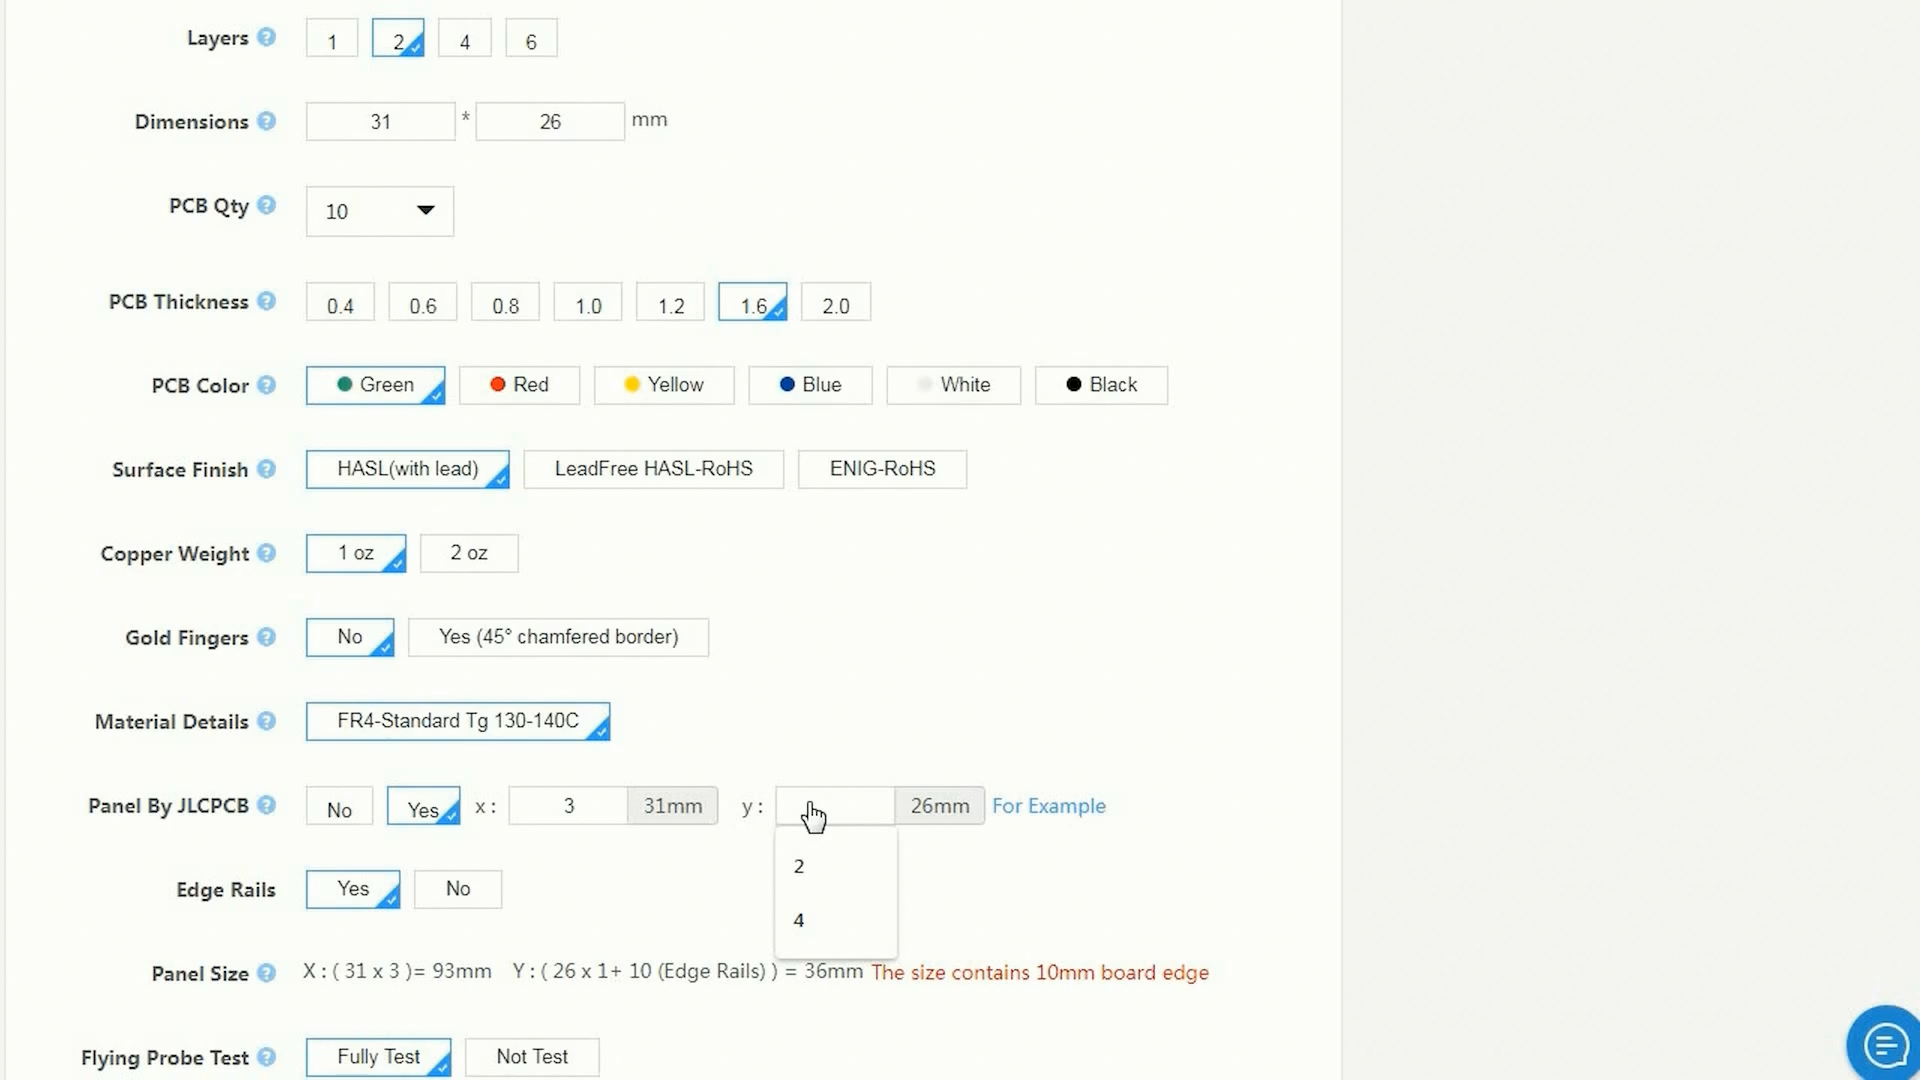 Layers ? 1 2 4 6
Dimensions ? 31 * 26 mm
PCB Qty ? 10
PCB Thickness ? 0.4 0.6 0.8 1.0 1.2 1.6 2.0
PCB Color ? Green Red Yellow Blue White Black
Surface Finish ? HASL(with lead) LeadFree HASL-RoHS ENIG-RoHS
Copper Weight ? 1 oz 2 oz
Gold Fingers ? No Yes (45° chamfered border)
Material Details ? FR4-Standard Tg 130-140C
Panel By JLCPCB ? No Yes x : 3 31mm y : 26mm For Example
2
Edge Rails Yes No
4
Panel Size ? X : ( 31 x 3 )= 93mm Y : ( 26 x 1+ 10 (Edge Rails) ) = 36mm The size contains 10mm board edge
Flying Probe Test ? Fully Test Not Test